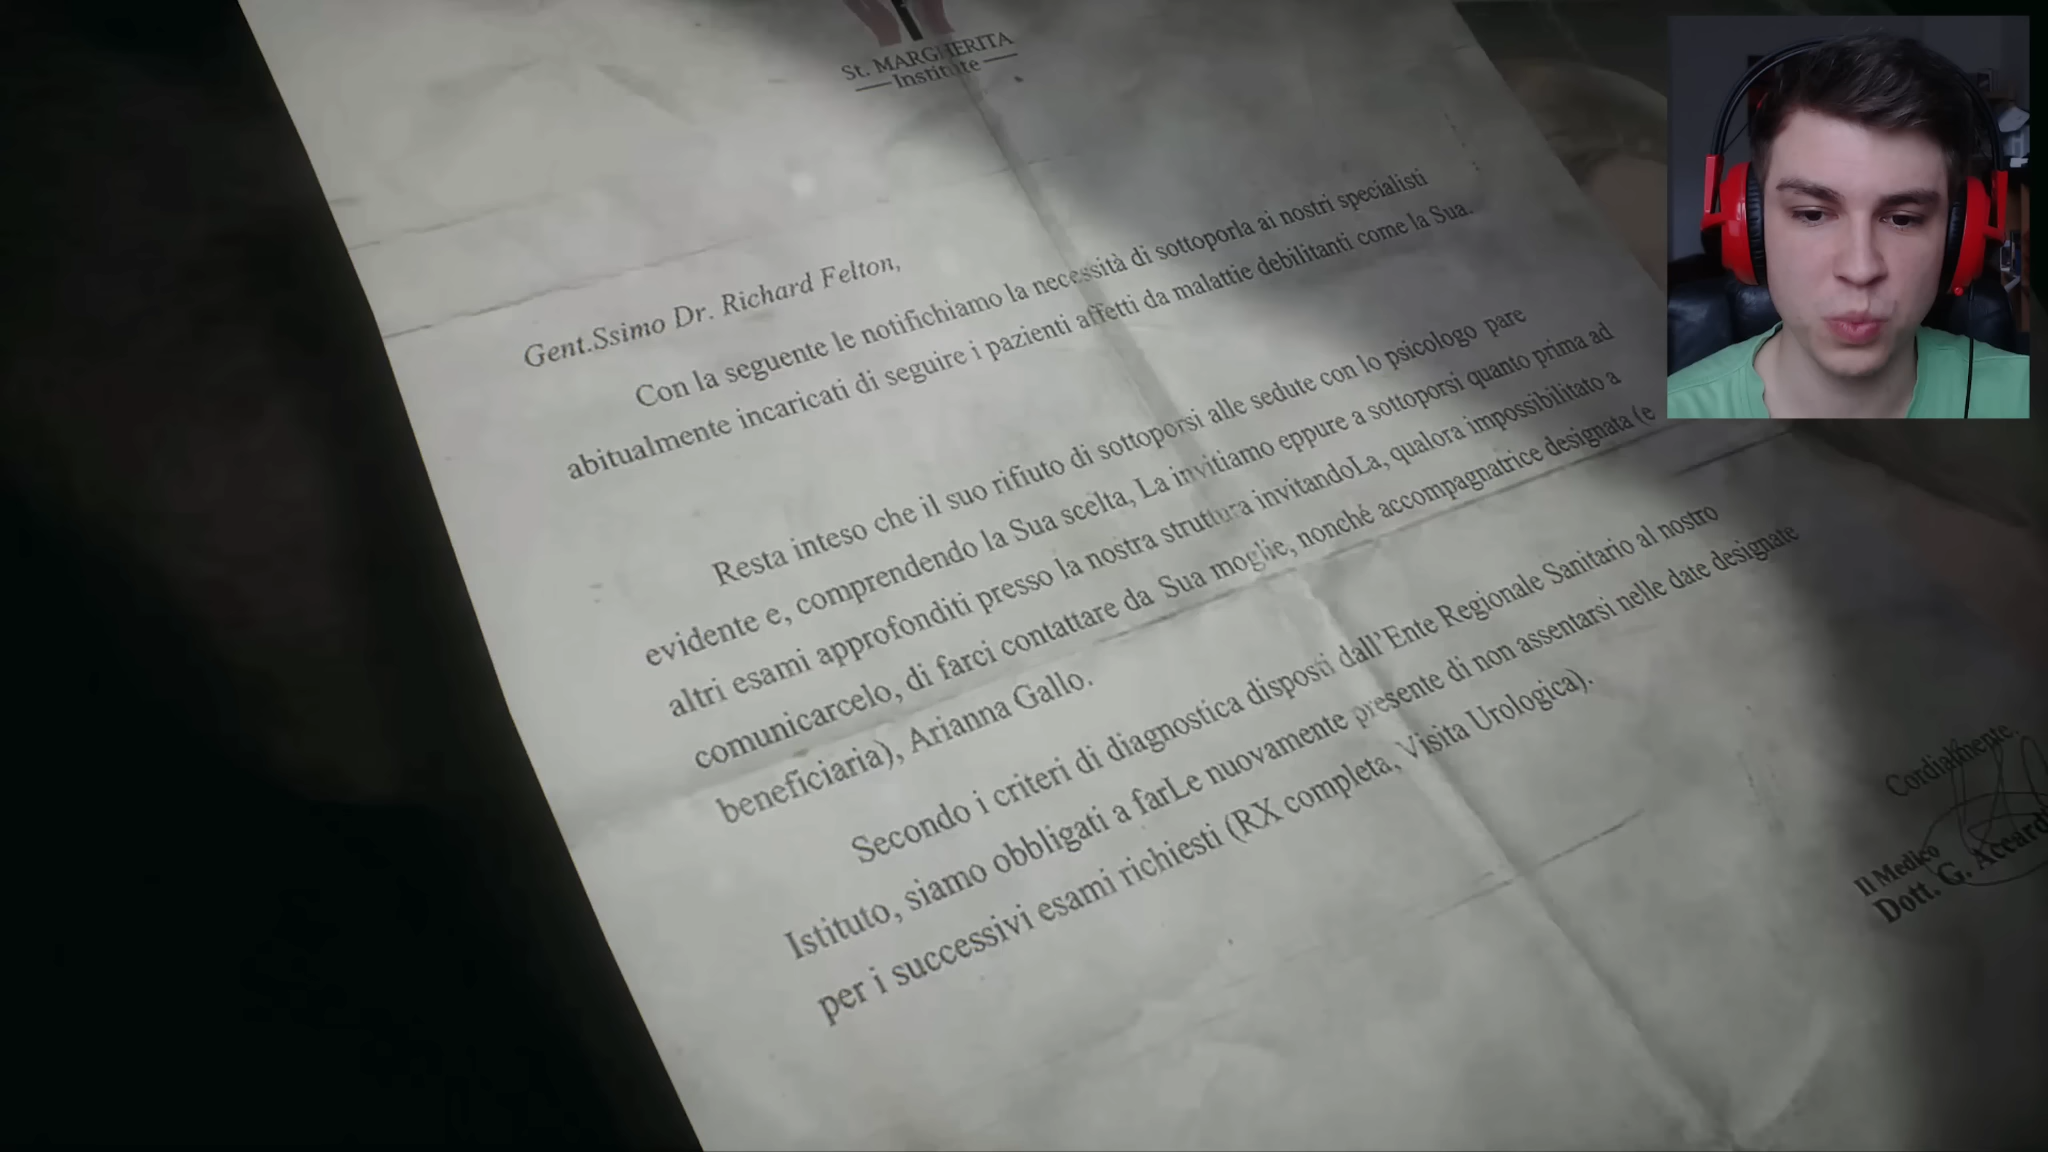 St. MARGHERITA
Institute
Gent.Ssimo Dr. Richard Felton,
Con la seguente le notifichiamo la necessità di sottoporla ai nostri specialisti
abitualmente incaricati di seguire i pazienti affetti da malattie debilitanti come la Sua.
Resta inteso che il suo rifiuto di sottoporsi alle sedute con lo psicologo pare
evidente e, comprendendo la Sua scelta, La invitiamo eppure a sottoporsi quanto prima ad
altri esami approfonditi presso la nostra struttura invitandoLa, qualora impossibilitato a
comunicarcelo, di farci contattare da Sua moglie, nonché accompagnatrice designata (e
beneficiaria), Arianna Gallo.
Secondo i criteri di diagnostica disposti dall'Ente Regionale Sanitario al nostro
Istituto, siamo obbligati a farLe nuovamente presente di non assentarsi nelle date designate
per i successivi esami richiesti (RX completa, Visita Urologica).
Cordialmente.
Il Medico
Dott. G.